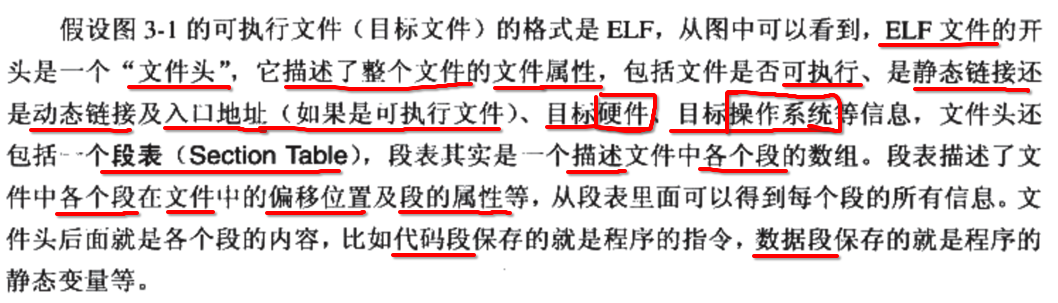 假设图 3-1 的可执行文件（目标文件）的格式是 ELF，从图中可以看到，ELF 文件的开
头是一个“文件头”，它描述了整个文件的文件属性，包括文件是否可执行、是静态链接还
是动态链接及入口地址（如果是可执行文件）、目标硬件、目标操作系统等信息，文件头还
包括一个段表（Section Table），段表其实是一个描述文件中各个段的数组。段表描述了文
件中各个段在文件中的偏移位置及段的属性等，从段表里面可以得到每个段的所有信息。文
件头后面就是各个段的内容，比如代码段保存的就是程序的指令，数据段保存的就是程序的
静态变量等。